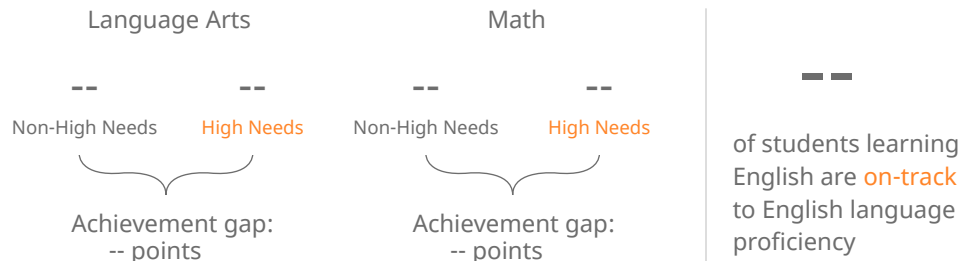 Language Arts
--
Non-High Needs
--
High Needs
Achievement gap:
-- points
Math
--
Non-High Needs
--
High Needs
Achievement gap:
-- points
--
of students learning
English are on-track
to English language
proficiency